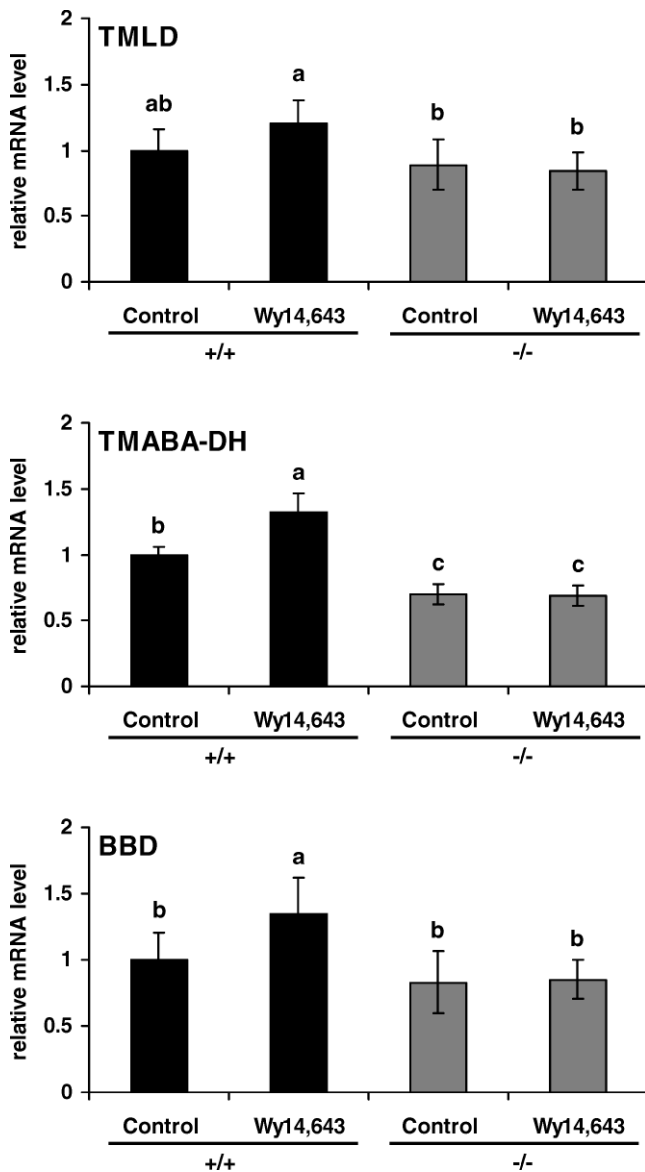 TMLD
relative mRNA level
2
1.5
1
0.5
0
ab
a
b
b
Control Wy14,643 Control Wy14,643
+/+ -/-
TMABA-DH
relative mRNA level
2
1.5
1
0.5
0
b
a
c
c
Control Wy14,643 Control Wy14,643
+/+ -/-
BBD
relative mRNA level
2
1.5
1
0.5
0
b
a
b
b
Control Wy14,643 Control Wy14,643
+/+ -/-